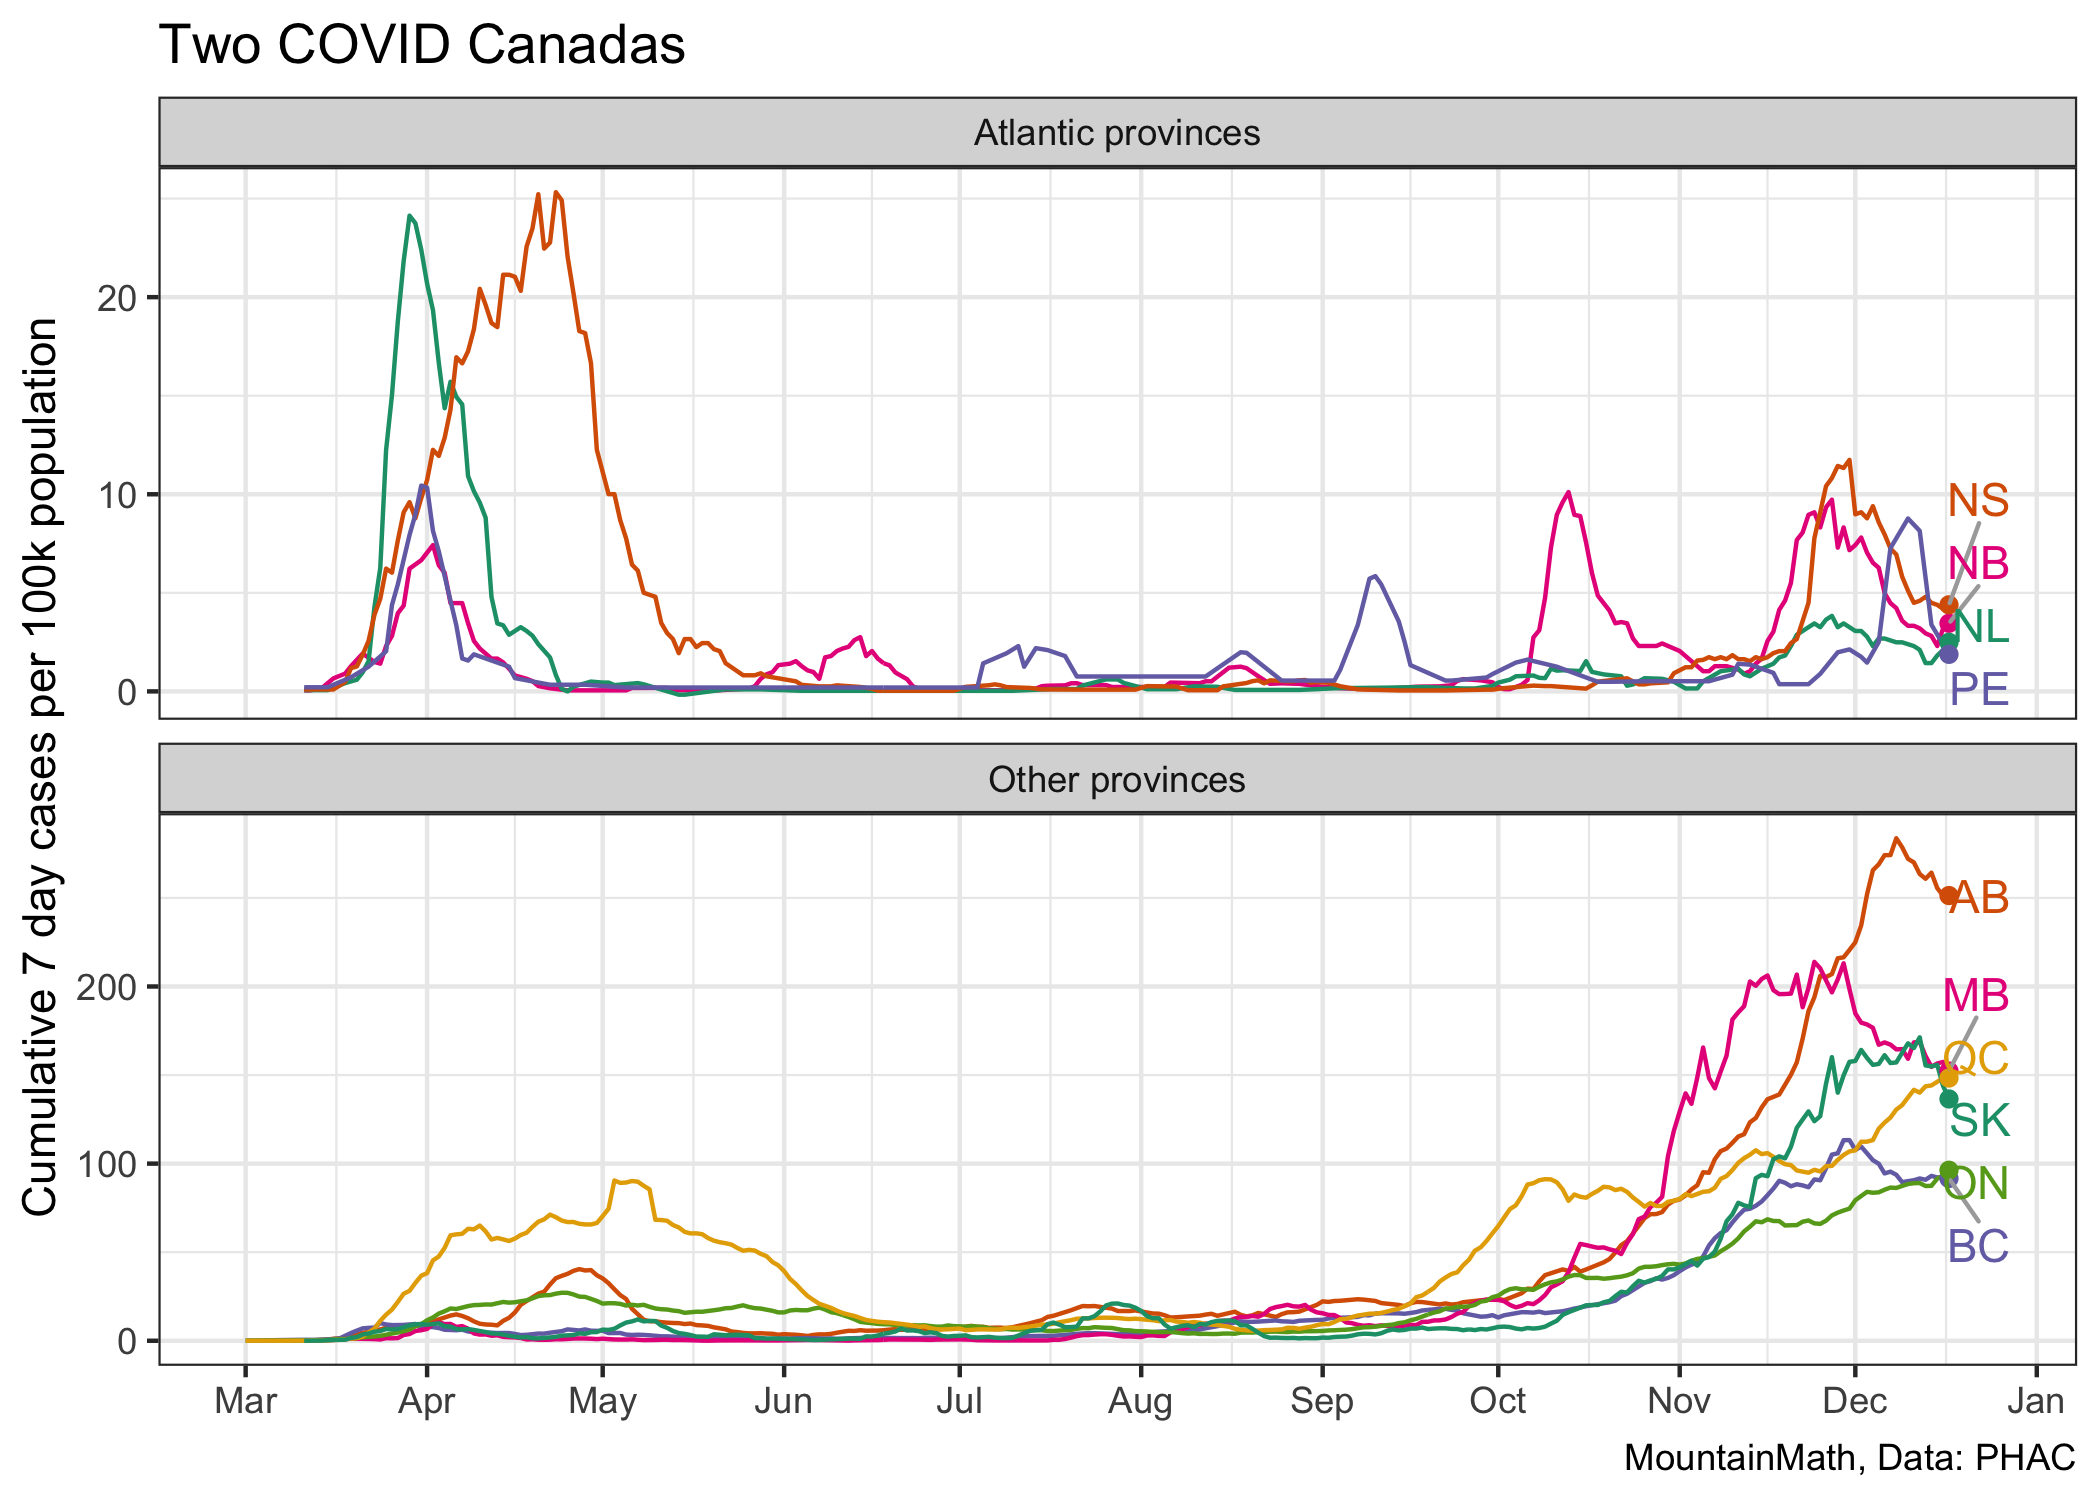 Two COVID Canadas
Atlantic provinces
Cumulative 7 day cases per 100k population
20
10
0
NS
NB
NL
PE
Other provinces
200
100
0
AB
MB
QC
SK
ON
BC
Mar Apr May Jun Jul Aug Sep Oct Nov Dec Jan
MountainMath, Data: PHAC